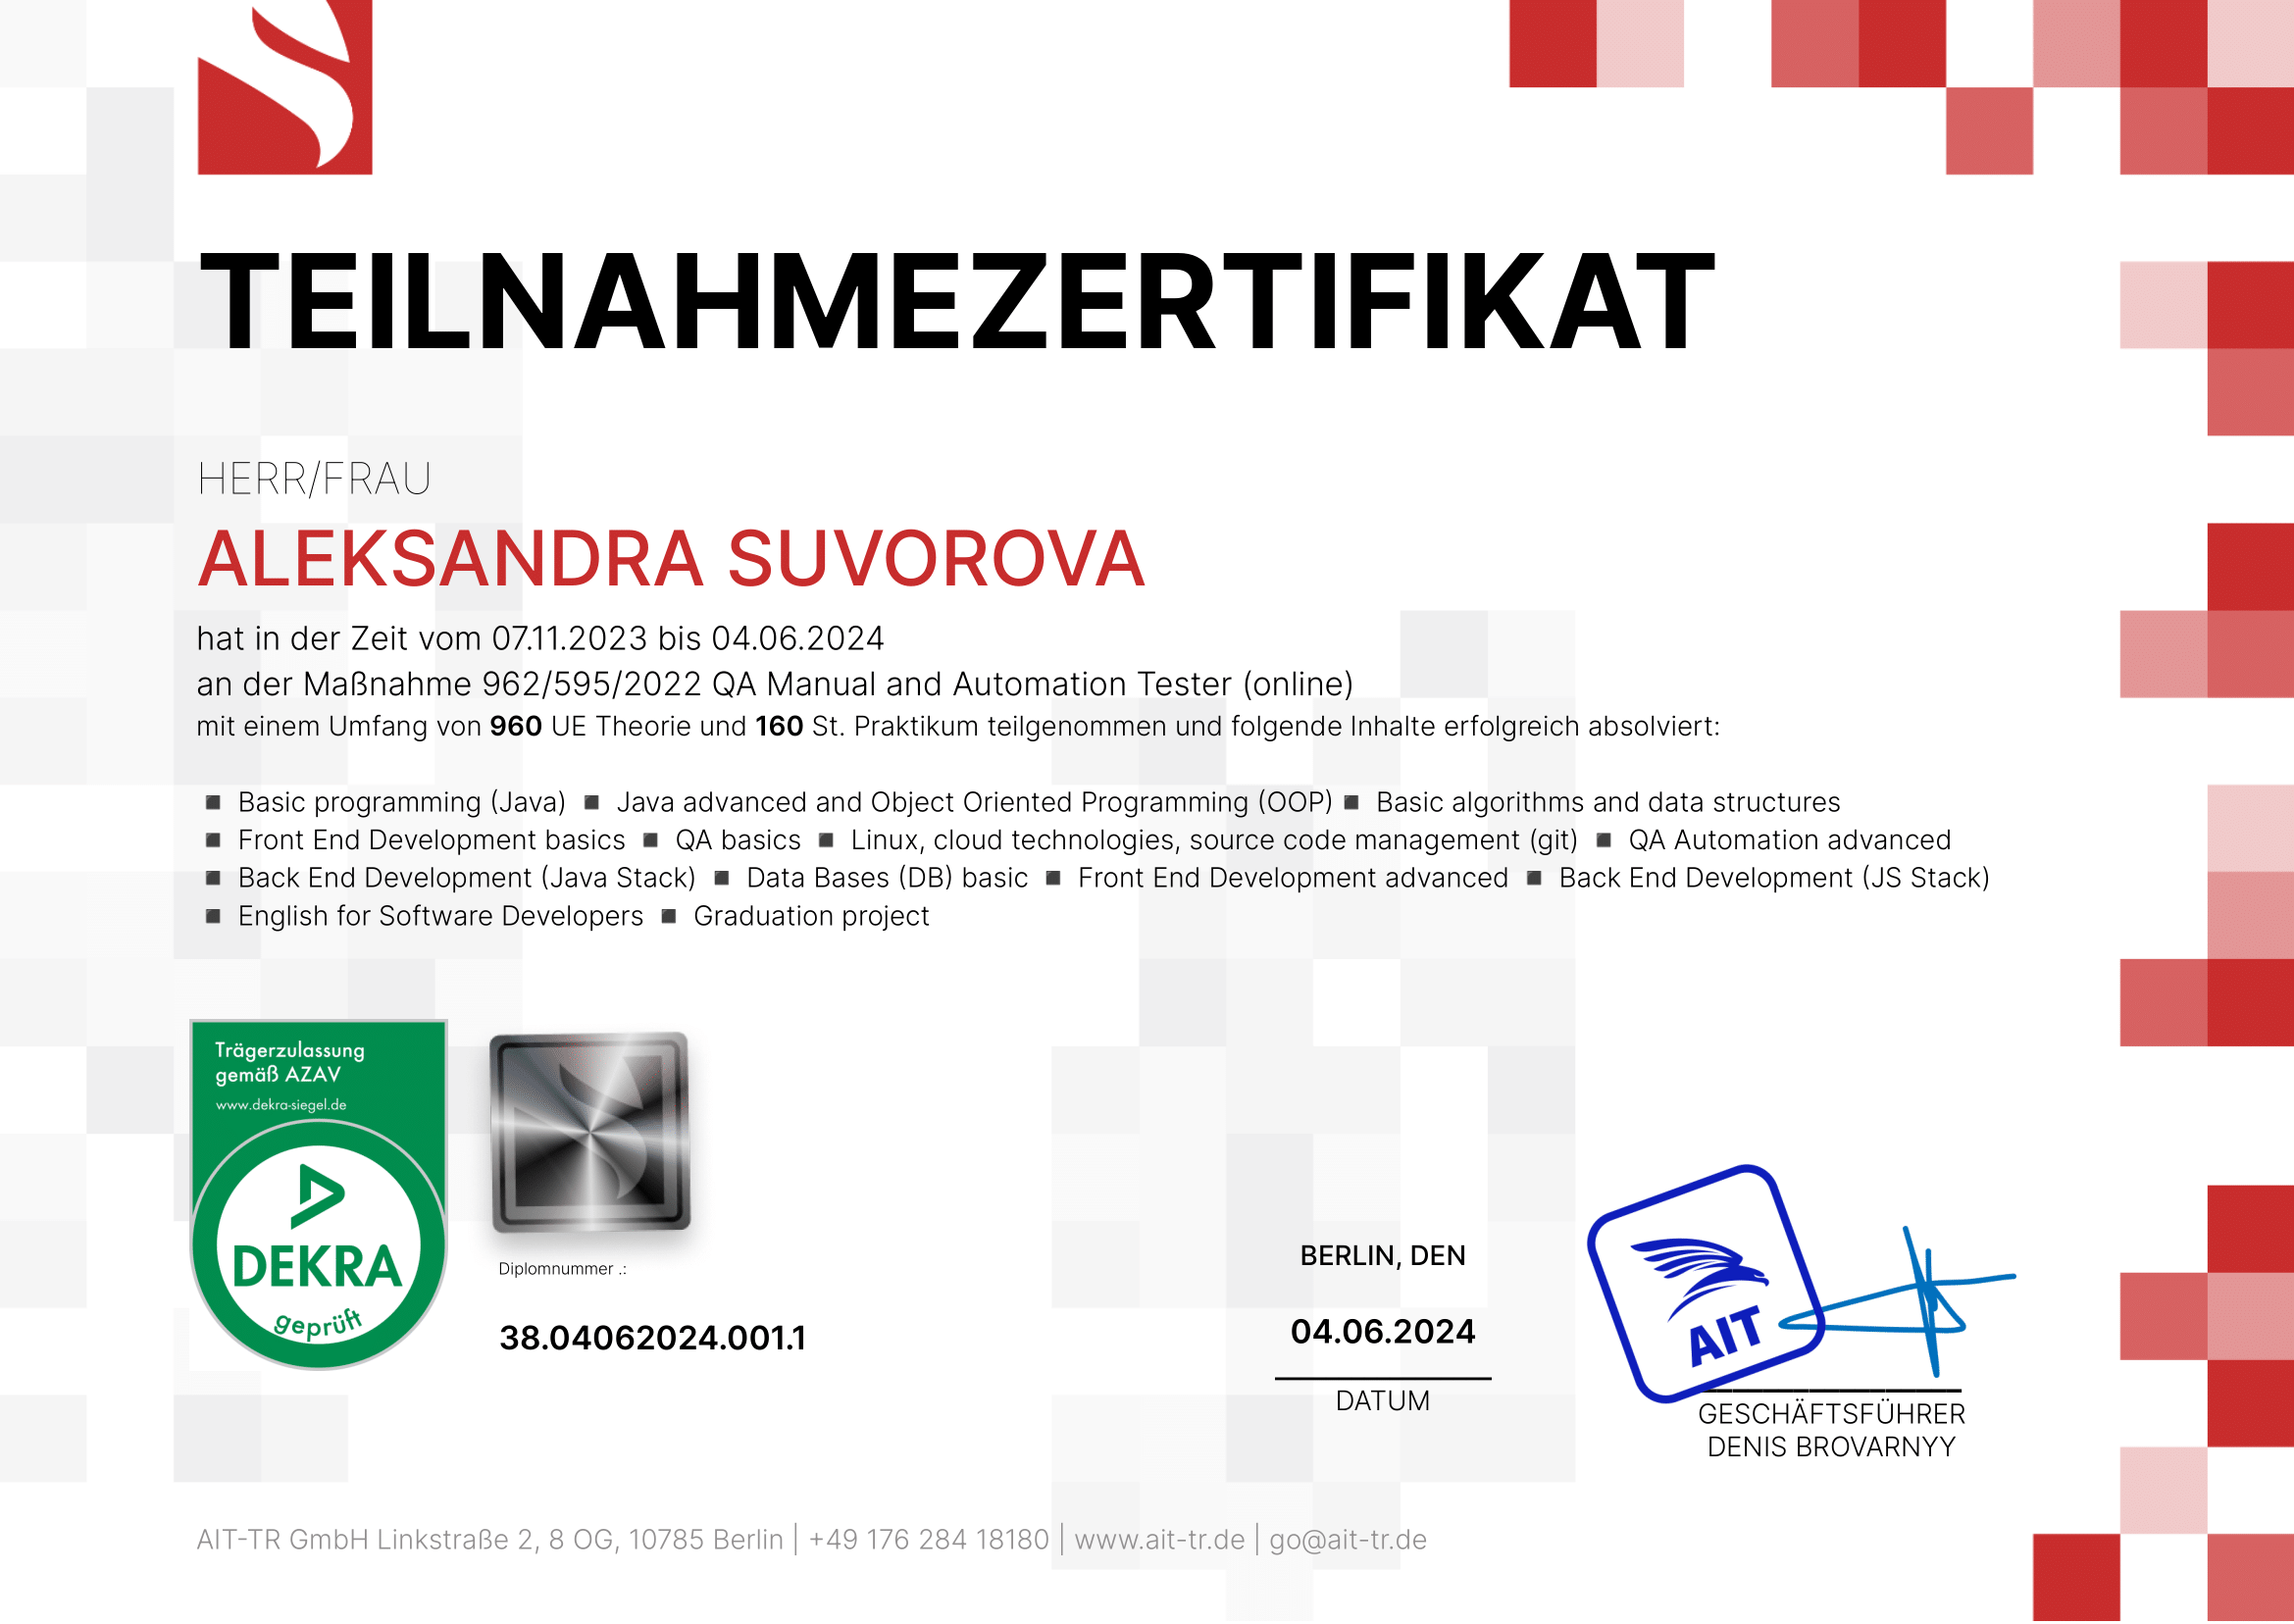 TEILNAHMEZERTIFIKAT
HERR/FRAU
ALEKSANDRA SUVOROVA
hat in der Zeit vom 07.11.2023 bis 04.06.2024
an der Maßnahme 962/595/2022 QA Manual and Automation Tester (online)
mit einem Umfang von 960 UE Theorie und 160 St. Praktikum teilgenommen und folgende Inhalte erfolgreich absolviert:
▪ Basic programming (Java) ▪ Java advanced and Object Oriented Programming (OOP) ▪ Basic algorithms and data structures
▪ Front End Development basics ▪ QA basics ▪ Linux, cloud technologies, source code management (git) ▪ QA Automation advanced
▪ Back End Development (Java Stack) ▪ Data Bases (DB) basic ▪ Front End Development advanced ▪ Back End Development (JS Stack)
▪ English for Software Developers ▪ Graduation project
Trägerzulassung
gemäß AZAV
www.dekra-siegel.de
DEKRA
geprüft
Diplomnummer .:
38.04062024.001.1
BERLIN, DEN
04.06.2024
DATUM
AIT
GESCHÄFTSFÜHRER
DENIS BROVARNYY
AIT-TR GmbH Linkstraße 2, 8 OG, 10785 Berlin | +49 176 284 18180 | www.ait-tr.de | go@ait-tr.de